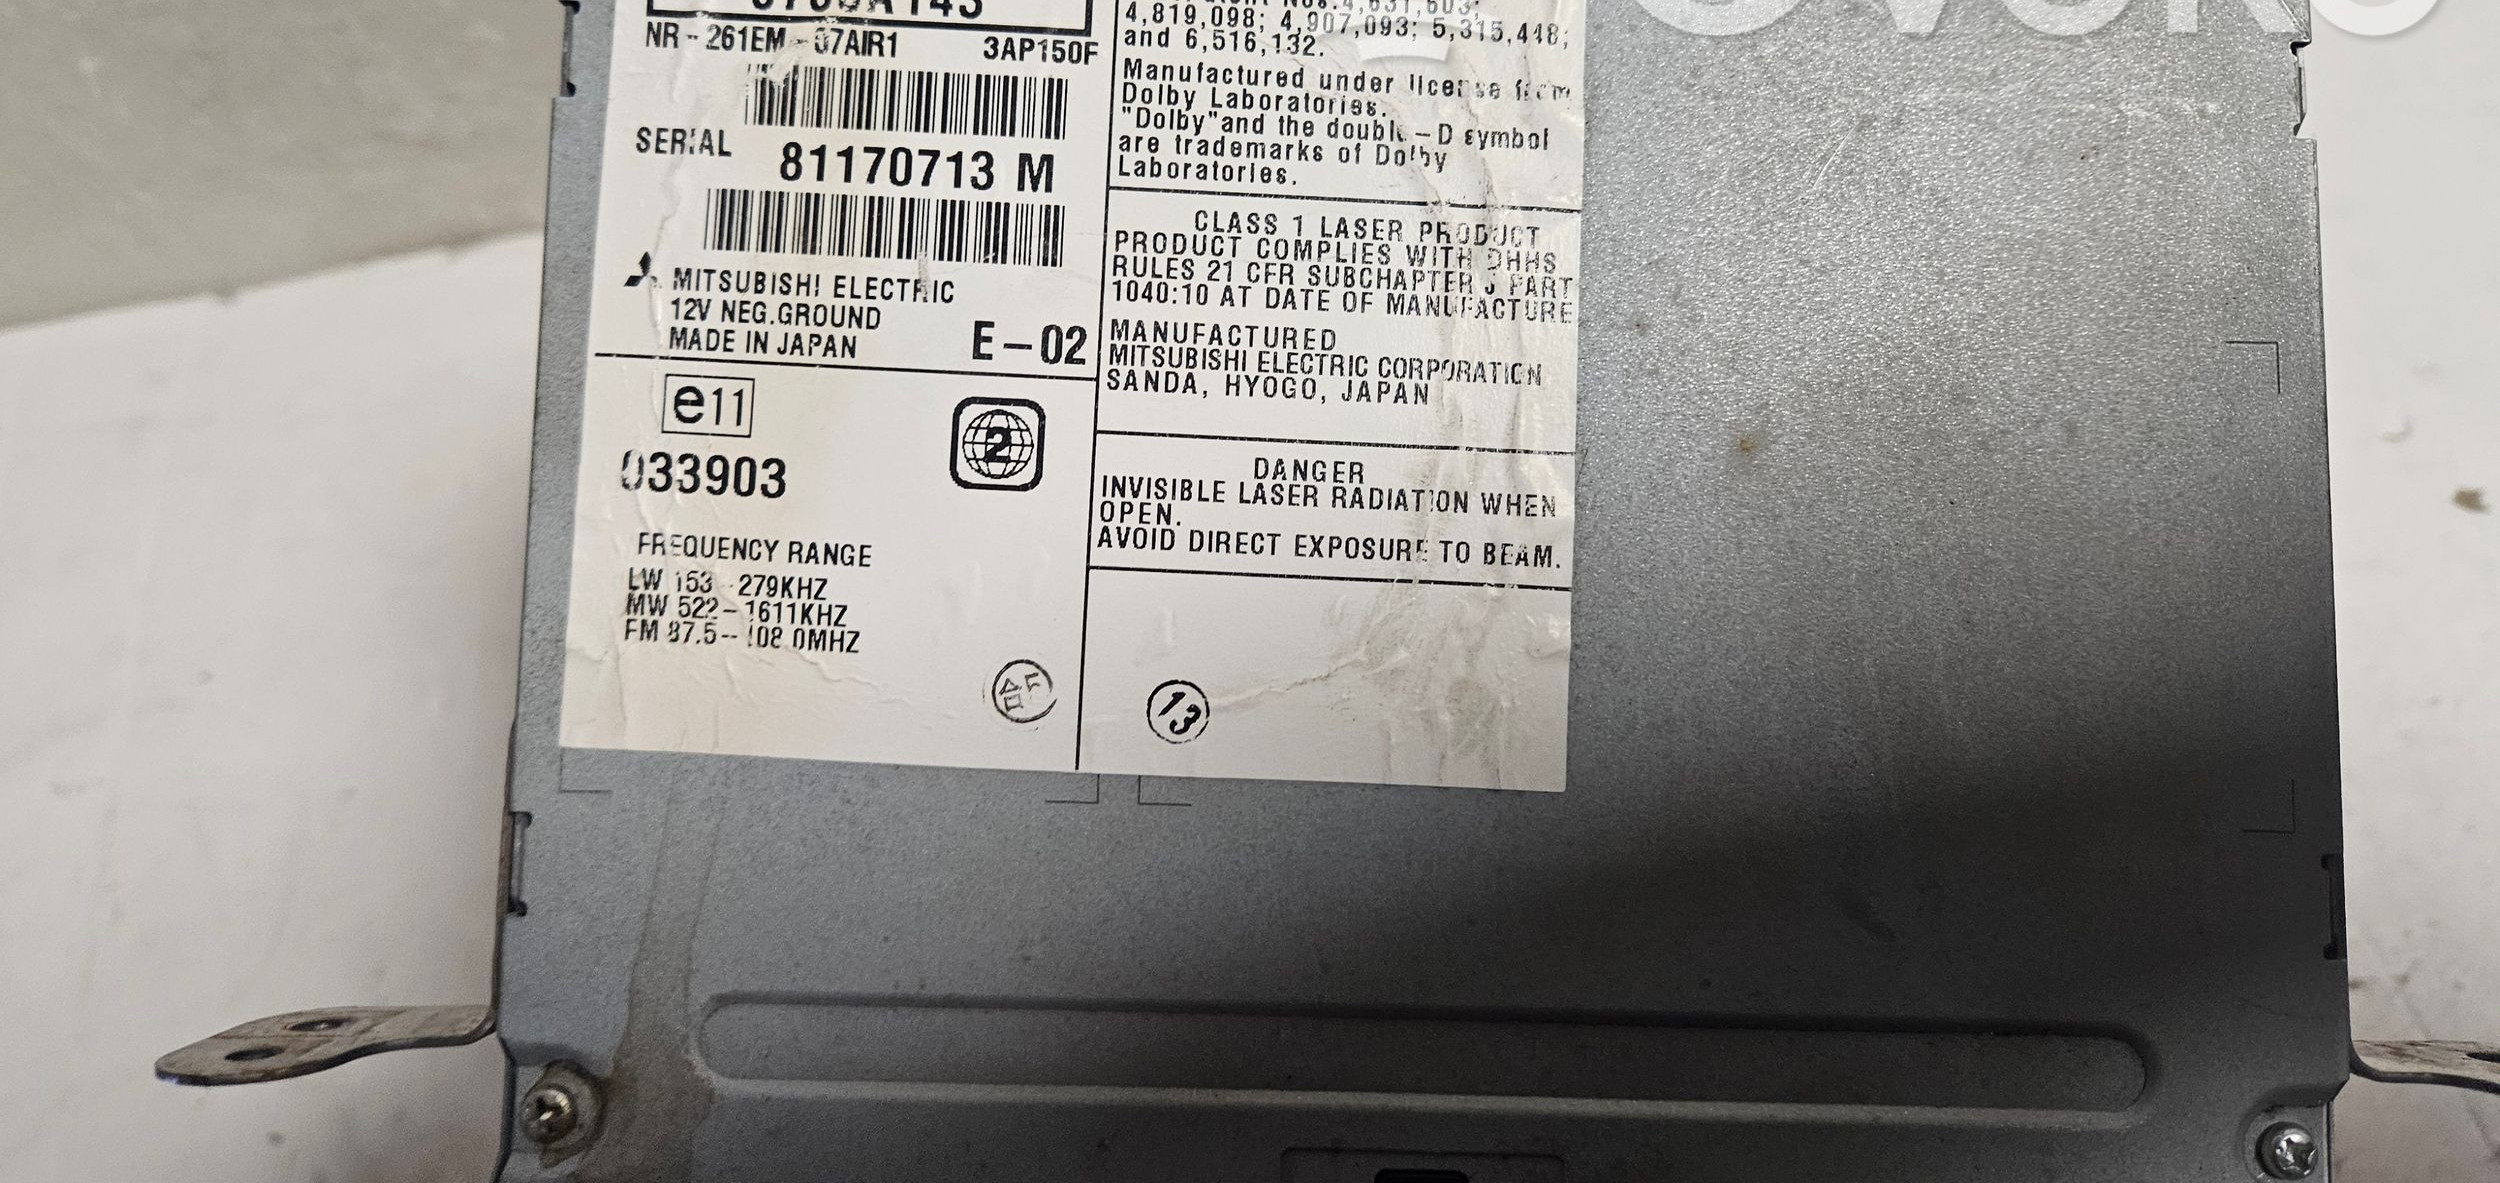 NR-261EM-07AIR1 3AP150F
SERIAL 81170713 M
MITSUBISHI ELECTRIC
12V NEG.GROUND
MADE IN JAPAN E-02
e11
2
033903
FREQUENCY RANGE
LW 153-279KHZ
MW 522-1611KHZ
FM 87.5-108.0MHZ
4,819,098; 4,907,093; 5,315,448;
and 6,516,132.
Manufactured under license from
Dolby Laboratories.
"Dolby"and the double-D symbol
are trademarks of Dolby
Laboratories.
CLASS 1 LASER PRODUCT
PRODUCT COMPLIES WITH DHHS
RULES 21 CFR SUBCHAPTER J PART
1040:10 AT DATE OF MANUFACTURE
MANUFACTURED
MITSUBISHI ELECTRIC CORPORATION
SANDA, HYOGO, JAPAN
DANGER
INVISIBLE LASER RADIATION WHEN
OPEN.
AVOID DIRECT EXPOSURE TO BEAM.
13